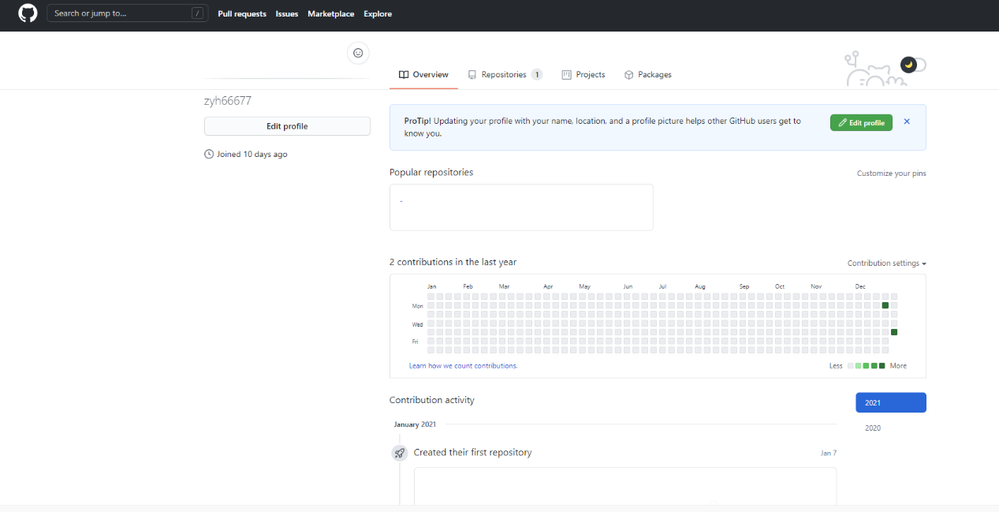 Search or jump to... /
Pull requests Issues Marketplace Explore
Overview Repositories 1 Projects Packages
zyh66677
Edit profile
Joined 10 days ago
ProTip! Updating your profile with your name, location, and a profile picture helps other GitHub users get to
know you.
Edit profile
Popular repositories Customize your pins
-
2 contributions in the last year Contribution settings
Jan Feb Mar Apr May Jun Jul Aug Sep Oct Nov Dec
Mon
Wed
Fri
Learn how we count contributions. Less More
Contribution activity 2021
January 2021 2020
Created their first repository Jan 7